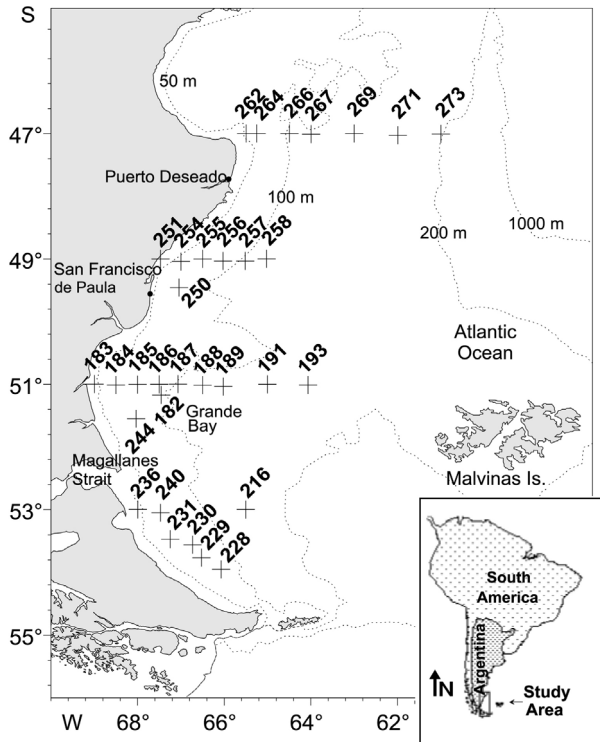 S
50 m
262
264
266
267
269
271
273
47°
Puerto Deseado
100 m
251
254
255
256
257
258
200 m
1000 m
49°
San Francisco
de Paula
250
Atlantic
Ocean
183
184
185
186
187
188
189
191
193
51°
182
Grande
Bay
244
Magallanes
Strait
Malvinas Is.
236
240
231
230
229
228
216
53°
South
America
Argentina
N
Study
Area
55°
W
68°
66°
64°
62°